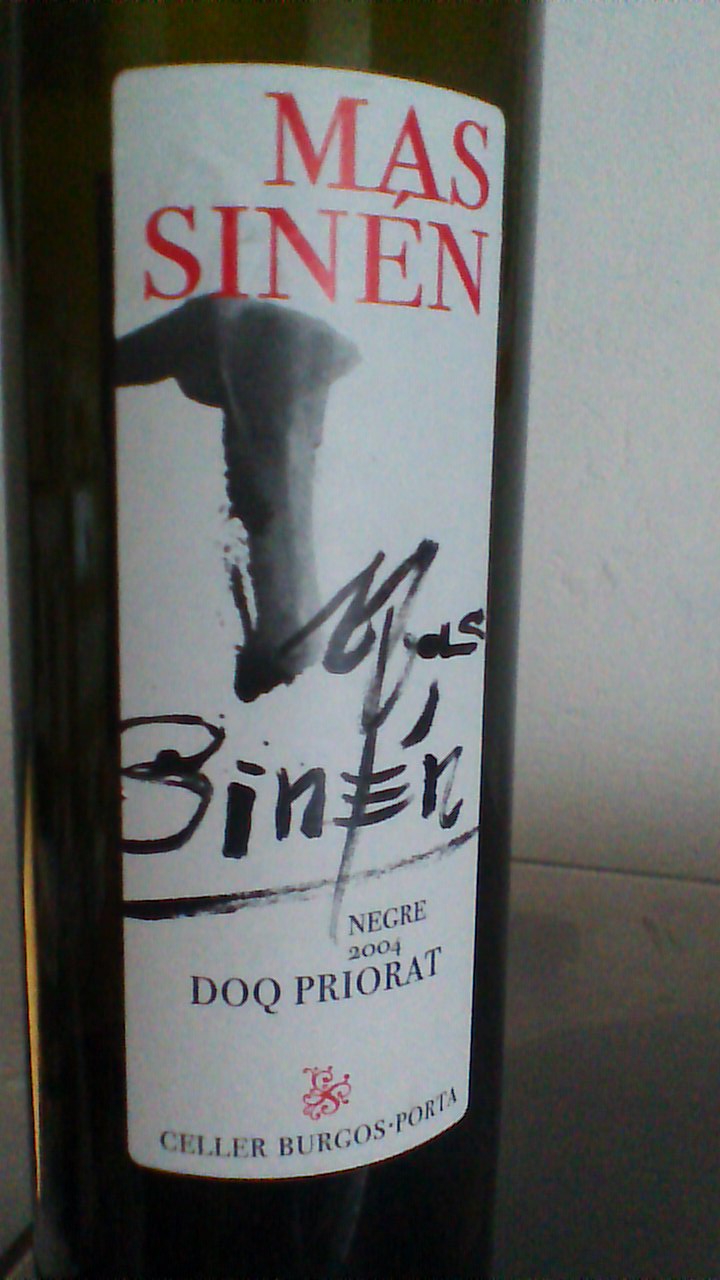 MAS
SINÉN
Mas
Sinén
NEGRE
2004
DOQ PRIORAT
CELLER BURGOS·PORTA